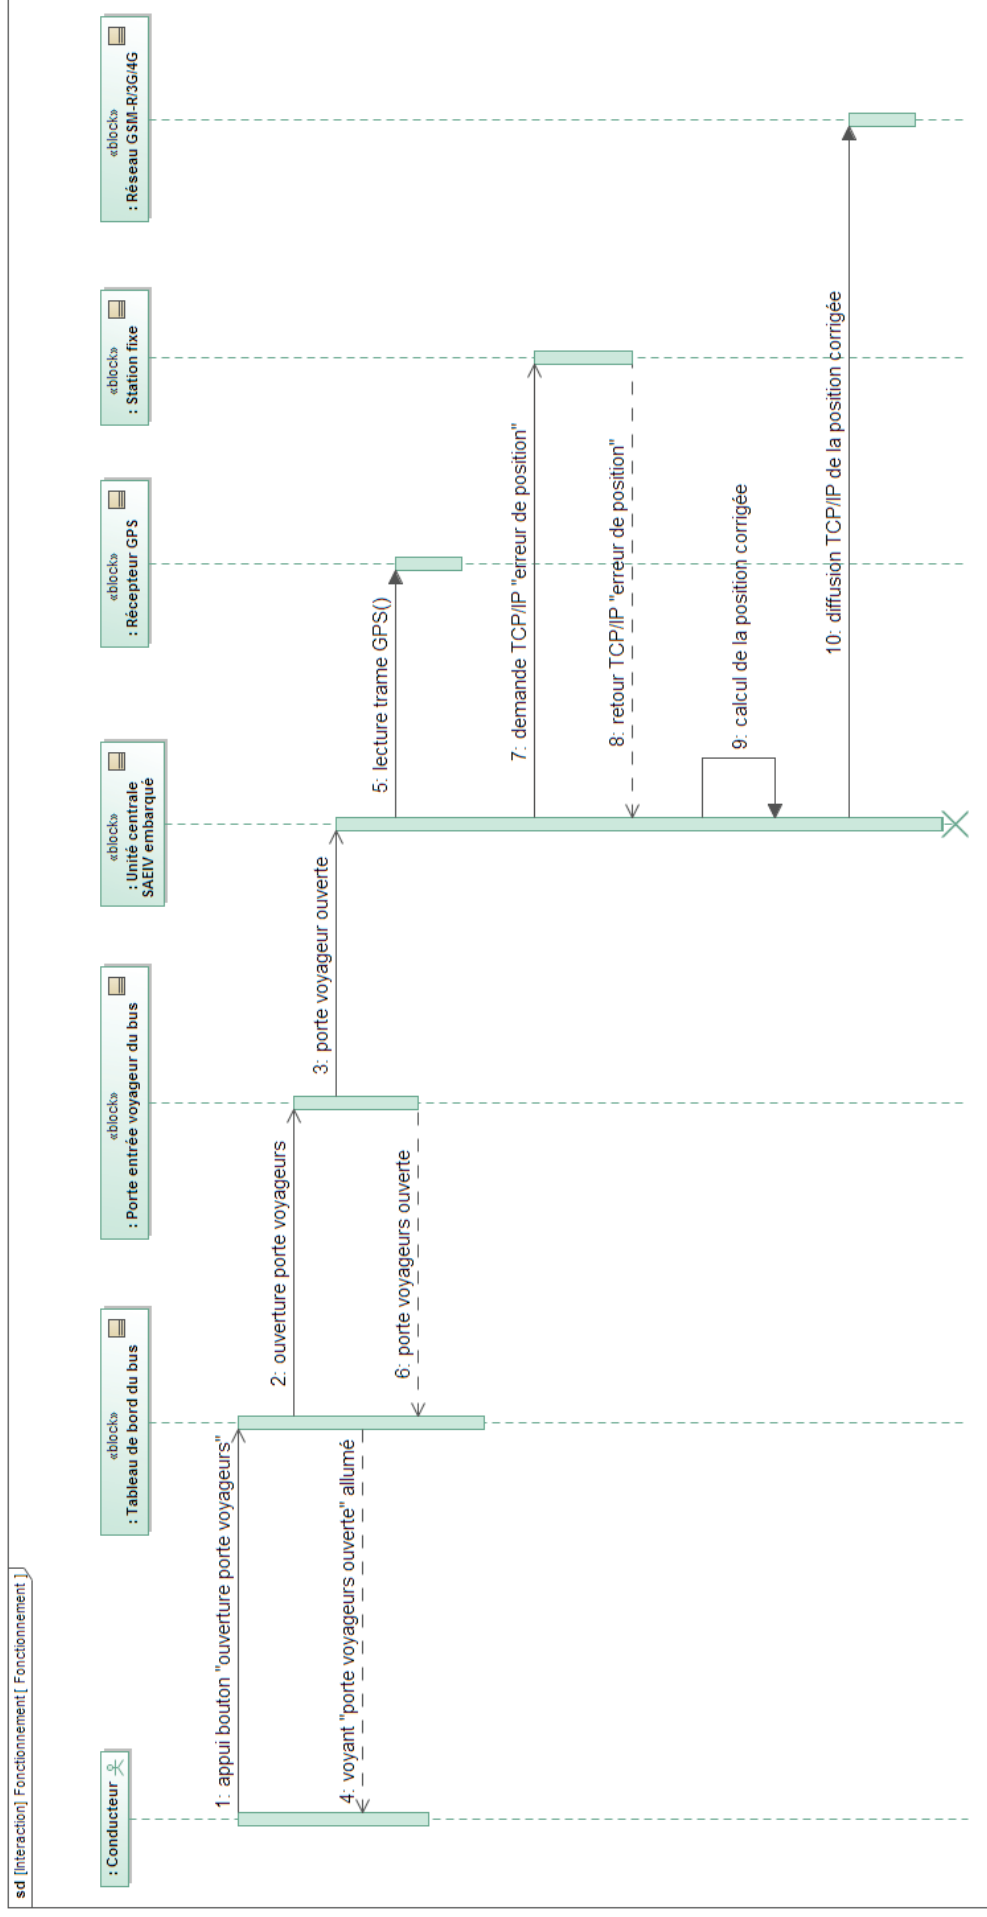 sd [Interaction] Fonctionnement [ Fonctionnement ]
: Conducteur
«block»
: Tableau de bord du bus
«block»
: Porte entrée voyageur du bus
«block»
: Unité centrale
SAEIV embarqué
«block»
: Récepteur GPS
«block»
: Station fixe
«block»
: Réseau GSM-R/3G/4G
1: appui bouton "ouverture porte voyageurs"
2: ouverture porte voyageurs
3: porte voyageur ouverte
4: voyant "porte voyageurs ouverte" allumé
5: lecture trame GPS()
6: porte voyageurs ouverte
7: demande TCP/IP "erreur de position"
8: retour TCP/IP "erreur de position"
9: calcul de la position corrigée
10: diffusion TCP/IP de la position corrigée